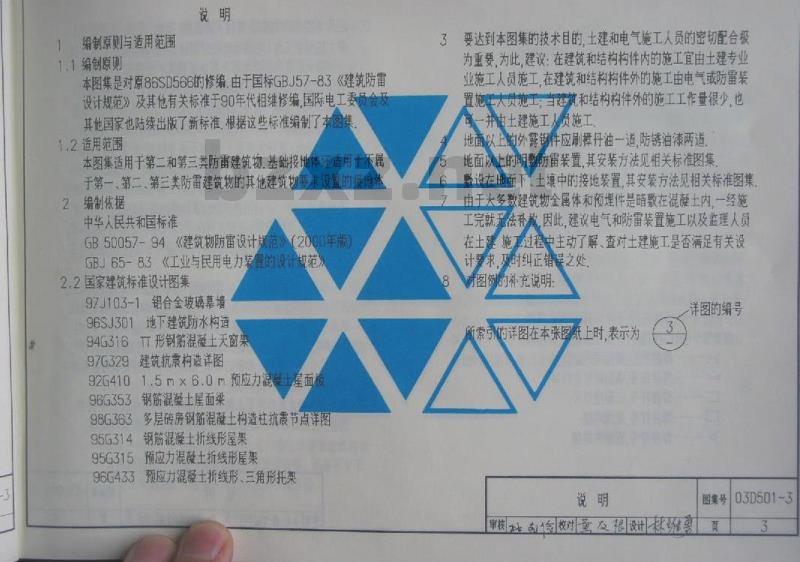 说 明
1 编制原则与适用范围
1.1 编制原则
本图集是对原86SD566的修编.由于国标GBJ57-83《建筑防雷
设计规范》及其他有关标准于90年代相继修编,国际电工委员会及
其他国家也陆续出版了新标准.根据这些标准编制了本图集.
1.2 适用范围
本图集适用于第二和第三类防雷建筑物.基础接地体还适用于不属
于第一、第二、第三类防雷建筑物的其他建筑物要求设置的接地体.
2 编制依据
中华人民共和国标准
GB 50057-94 《建筑物防雷设计规范》(2000年版)
GBJ 65-83 《工业与民用电力装置的设计规范》
2.2 国家建筑标准设计图集
97J103-1 铝合金玻璃幕墙
96SJ301 地下建筑防水构造
94G316 Π形钢筋混凝土天窗架
97G329 建筑抗震构造详图
92G410 1.5m×6.0m预应力混凝土屋面板
96G353 钢筋混凝土屋面梁
98G363 多层砖房钢筋混凝土构造柱抗震节点详图
95G314 钢筋混凝土折线形屋架
95G315 预应力混凝土折线形屋架
96G433 预应力混凝土折线形、三角形托架
3 要达到本图集的技术目的,土建和电气施工人员的密切配合极
为重要,为此,建议:在建筑和结构构件内的施工宜由土建专业
业施工人员施工,在建筑和结构构件外的施工由电气或防雷装
置施工人员施工;当建筑和结构构件外的施工工作量很少,也
可一并由土建施工人员施工.
4 地面以上的外露钢件应刷樟丹油一道,防锈油漆两道.
5 地面以上的明敷防雷装置,其安装方法见相关标准图集.
6 敷设在地面下土壤中的接地装置,其安装方法见相关标准图集.
7 由于大多数建筑物金属体和预埋件是暗敷在混凝土内,一经施
工完就无法补救.因此,建议电气和防雷装置施工以及监理人员
在土建 施工过程中主动了解、查对土建施工是否满足有关设
计要求,及时纠正错误之处.
8 对图例的补充说明:
详图的编号
所索引的详图在本张图纸上时,表示为 3
－
说 明 图集号 03D501-3
审核 校对 设计 页 3